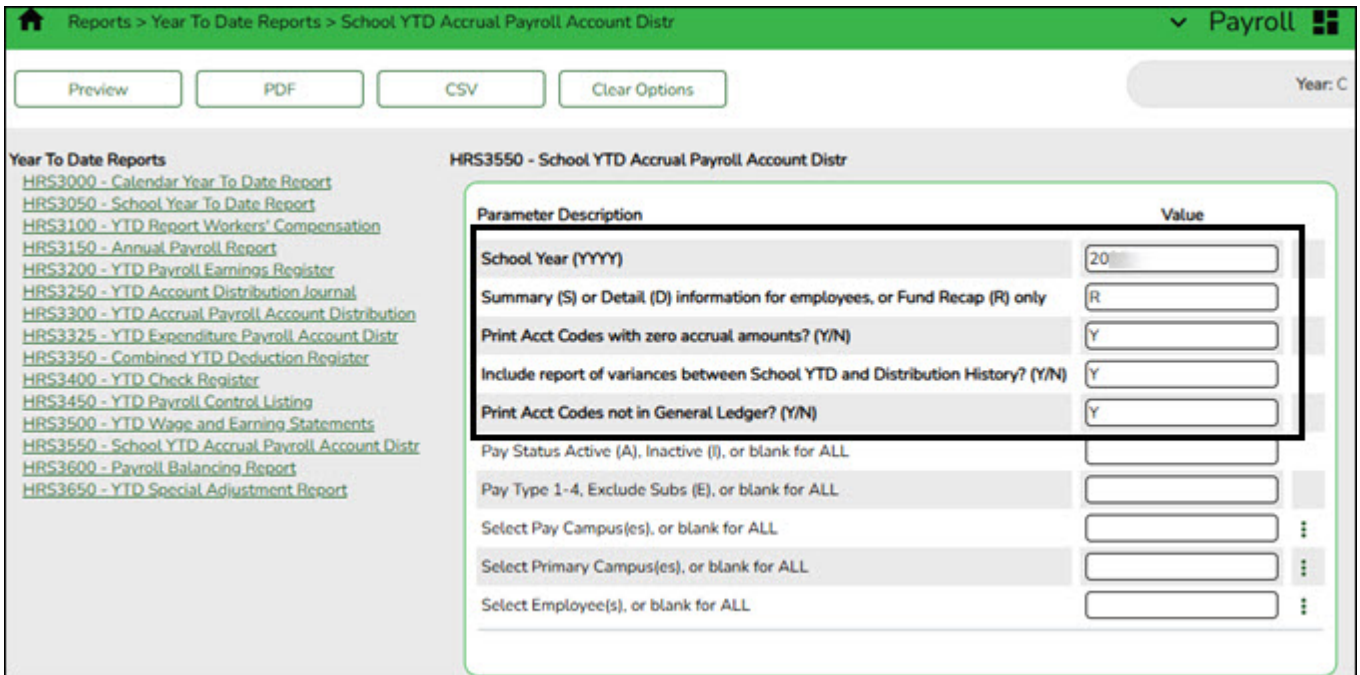 Reports > Year To Date Reports > School YTD Accrual Payroll Account Distr
Payroll
Preview
PDF
CSV
Clear Options
Year: C
Year To Date Reports
HRS3000 - Calendar Year To Date Report
HRS3050 - School Year To Date Report
HRS3100 - YTD Report Workers' Compensation
HRS3150 - Annual Payroll Report
HRS3200 - YTD Payroll Earnings Register
HRS3250 - YTD Account Distribution Journal
HRS3300 - YTD Accrual Payroll Account Distribution
HRS3325 - YTD Expenditure Payroll Account Distr
HRS3350 - Combined YTD Deduction Register
HRS3400 - YTD Check Register
HRS3450 - YTD Payroll Control Listing
HRS3500 - YTD Wage and Earning Statements
HRS3550 - School YTD Accrual Payroll Account Distr
HRS3600 - Payroll Balancing Report
HRS3650 - YTD Special Adjustment Report
HRS3550 - School YTD Accrual Payroll Account Distr
Parameter Description Value
School Year (YYYY) 20
Summary (S) or Detail (D) information for employees, or Fund Recap (R) only R
Print Acct Codes with zero accrual amounts? (Y/N) Y
Include report of variances between School YTD and Distribution History? (Y/N) Y
Print Acct Codes not in General Ledger? (Y/N) Y
Pay Status Active (A), Inactive (I), or blank for ALL
Pay Type 1-4, Exclude Subs (E), or blank for ALL
Select Pay Campus(es), or blank for ALL
Select Primary Campus(es), or blank for ALL
Select Employee(s), or blank for ALL